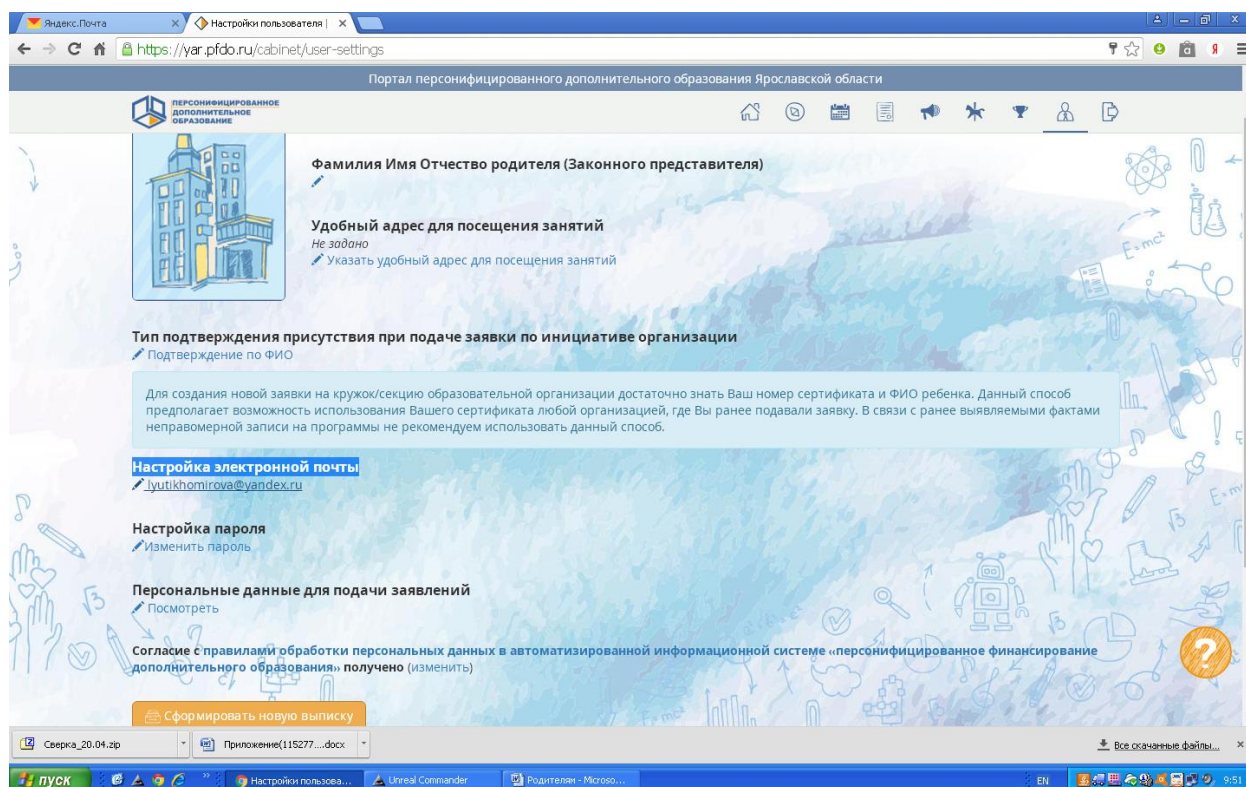 Яндекс.Почта
Настройки пользователя |
https://yar.pfdo.ru/cabinet/user-settings
Портал персонифицированного дополнительного образования Ярославской области
ПЕРСОНИФИЦИРОВАННОЕ
ДОПОЛНИТЕЛЬНОЕ
ОБРАЗОВАНИЕ
Фамилия Имя Отчество родителя (Законного представителя)
Удобный адрес для посещения занятий
Не задано
Указать удобный адрес для посещения занятий
Тип подтверждения присутствия при подаче заявки по инициативе организации
Подтверждение по ФИО
Для создания новой заявки на кружок/секцию образовательной организации достаточно знать Ваш номер сертификата и ФИО ребенка. Данный способ
предполагает возможность использования Вашего сертификата любой организацией, где Вы ранее подавали заявку. В связи с ранее выявляемыми фактами
неправомерной записи на программы не рекомендуем использовать данный способ.
Настройка электронной почты
lyutikhomirova@yandex.ru
Настройка пароля
Изменить пароль
Персональные данные для подачи заявлений
Посмотреть
Согласие с правилами обработки персональных данных в автоматизированной информационной системе «персонифицированное финансирование
дополнительного образования» получено (изменить)
Сформировать новую выписку
Сверка_20.04.zip
Приложение(115277....docx
Все скачанные файлы...
пуск
Настройки пользова...
Unreal Commander
Родителям - Microso...
EN
9:51